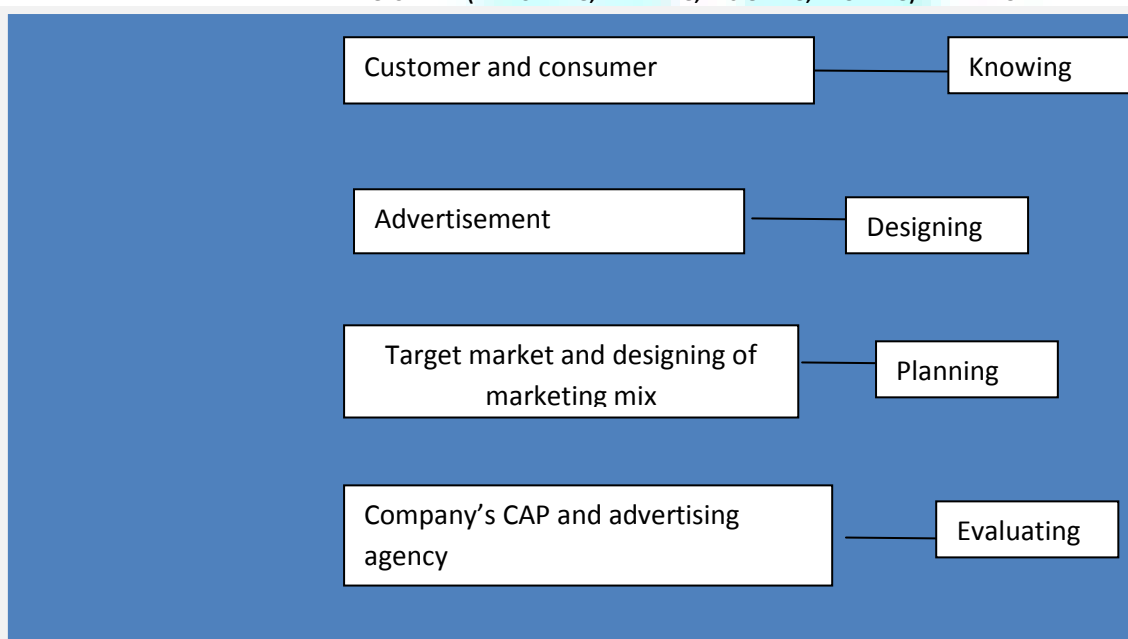 Customer and consumer
Knowing
Advertisement
Designing
Target market and designing of
marketing mix
Planning
Company’s CAP and advertising
agency
Evaluating